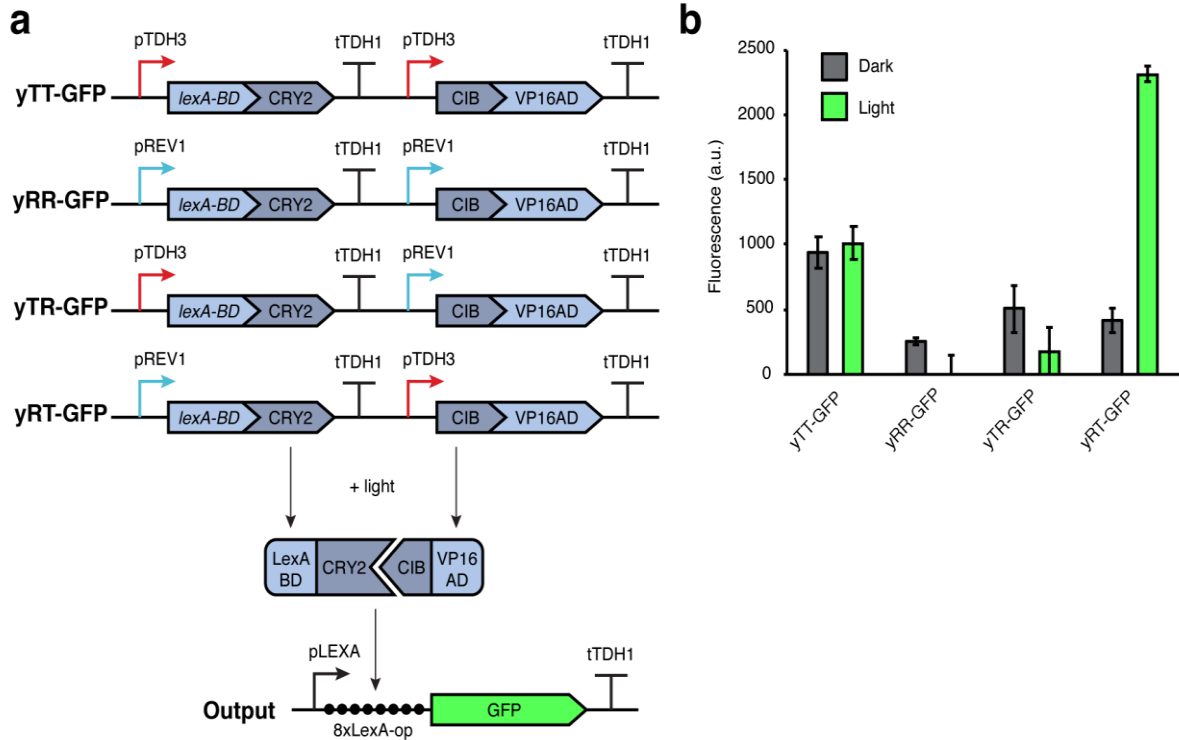 a
pTDH3 tTDH1 pTDH3 tTDH1
yTT-GFP lexA-BD CRY2 CIB VP16AD
pREV1 tTDH1 pREV1 tTDH1
yRR-GFP lexA-BD CRY2 CIB VP16AD
pTDH3 tTDH1 pREV1 tTDH1
yTR-GFP lexA-BD CRY2 CIB VP16AD
pREV1 tTDH1 pTDH3 tTDH1
yRT-GFP lexA-BD CRY2 CIB VP16AD
+ light
LexA BD CRY2 CIB VP16 AD
pLEXA tTDH1
Output GFP
8xLexA-op
b
2500
2000
1500
1000
500
0
Fluorescence (a.u.)
Dark
Light
yTT-GFP
yRR-GFP
yTR-GFP
yRT-GFP